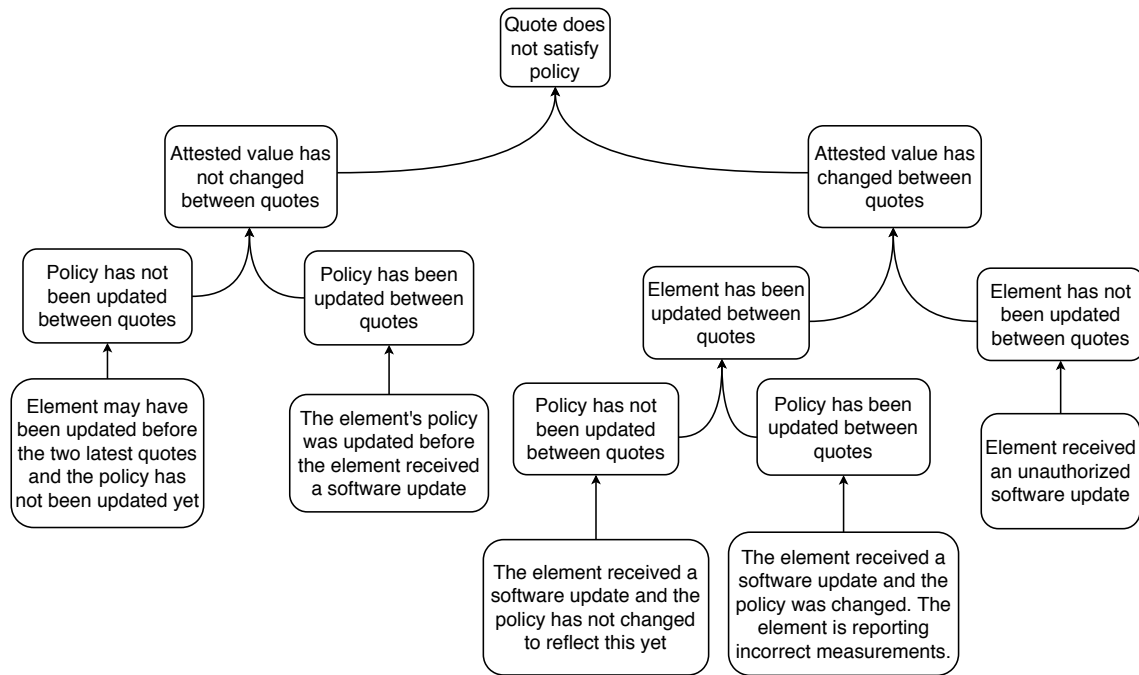 Quote does
not satisfy
policy
Attested value has
not changed
between quotes
Attested value has
changed between
quotes
Policy has not
been updated
between quotes
Policy has been
updated between
quotes
Element has been
updated between
quotes
Element has not
been updated
between quotes
Element may have
been updated before
the two latest quotes
and the policy has
not been updated yet
The element's policy
was updated before
the element received
a software update
Policy has not
been updated
between quotes
Policy has been
updated between
quotes
Element received
an unauthorized
software update
The element received a
software update and the
policy has not changed
to reflect this yet
The element received a
software update and the
policy was changed. The
element is reporting
incorrect measurements.